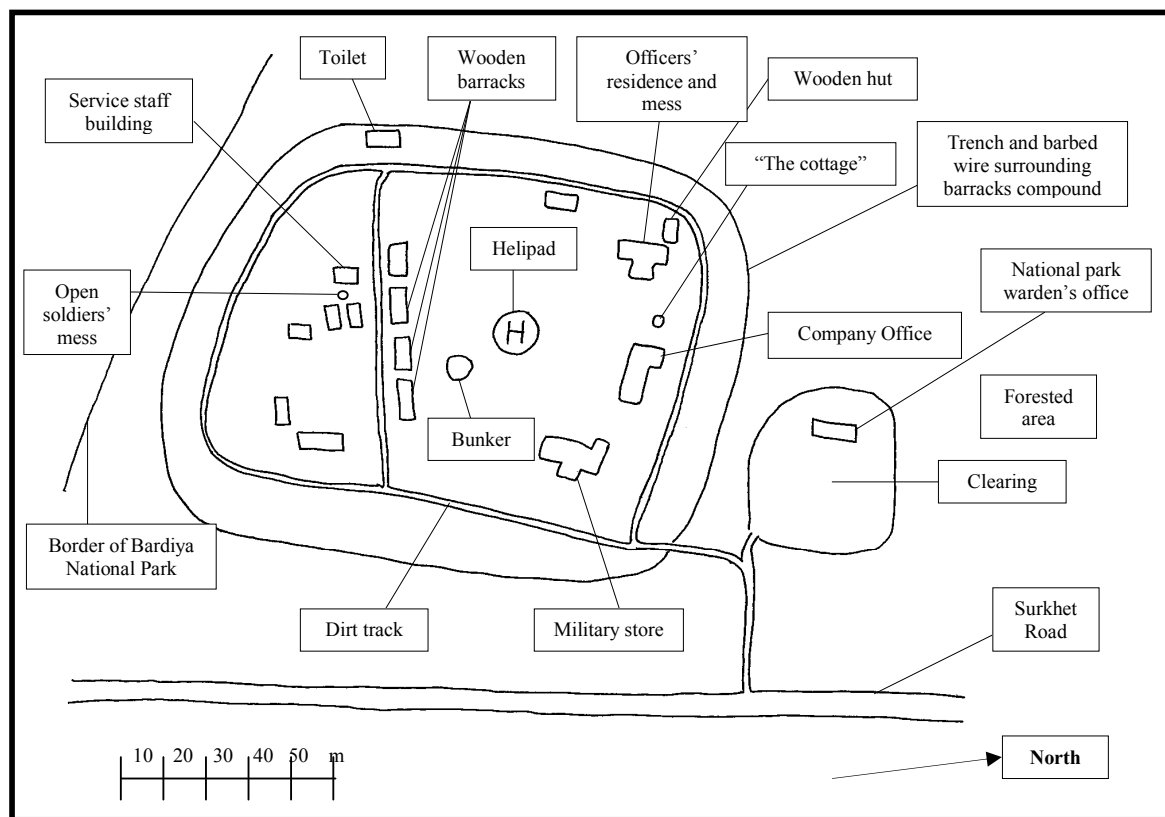 Toilet
Wooden
barracks
Officers’
residence and
mess
Wooden hut
Service staff
building
“The cottage”
Trench and barbed
wire surrounding
barracks compound
Helipad
H
National park
warden’s office
Open
soldiers’
mess
Company Office
Forested
area
Bunker
Clearing
Border of Bardiya
National Park
Dirt track
Military store
Surkhet
Road
10 20 30 40 50 m
North